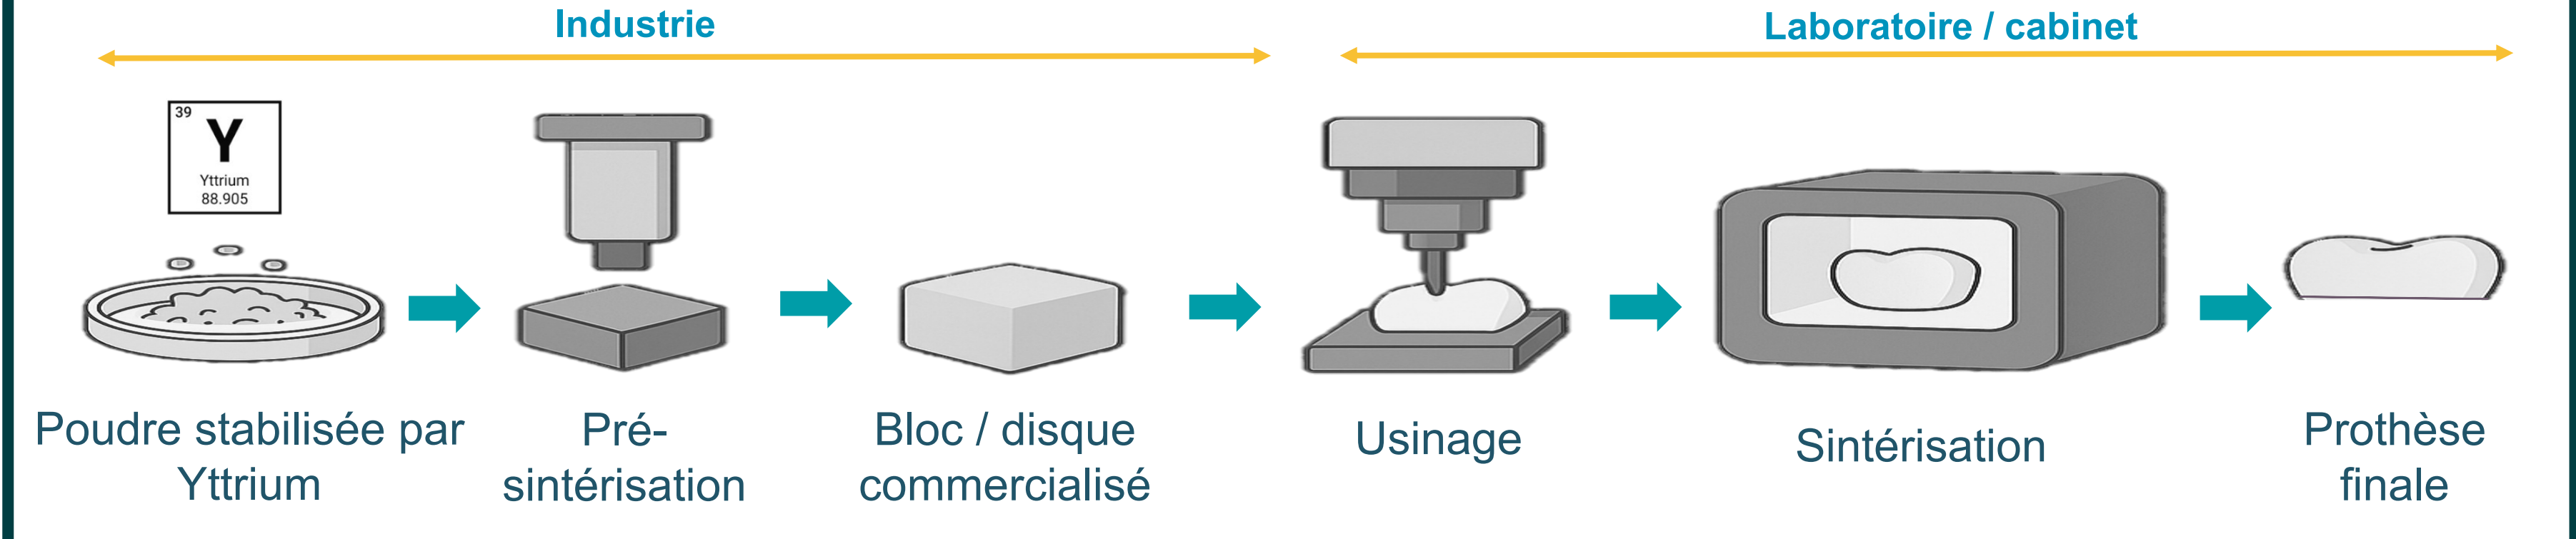 Industrie
Laboratoire / cabinet
39
Y
Yttrium
88.905
Poudre stabilisée par
Yttrium
Pré-
sintérisation
Bloc / disque
commercialisé
Usinage
Sintérisation
Prothèse
finale